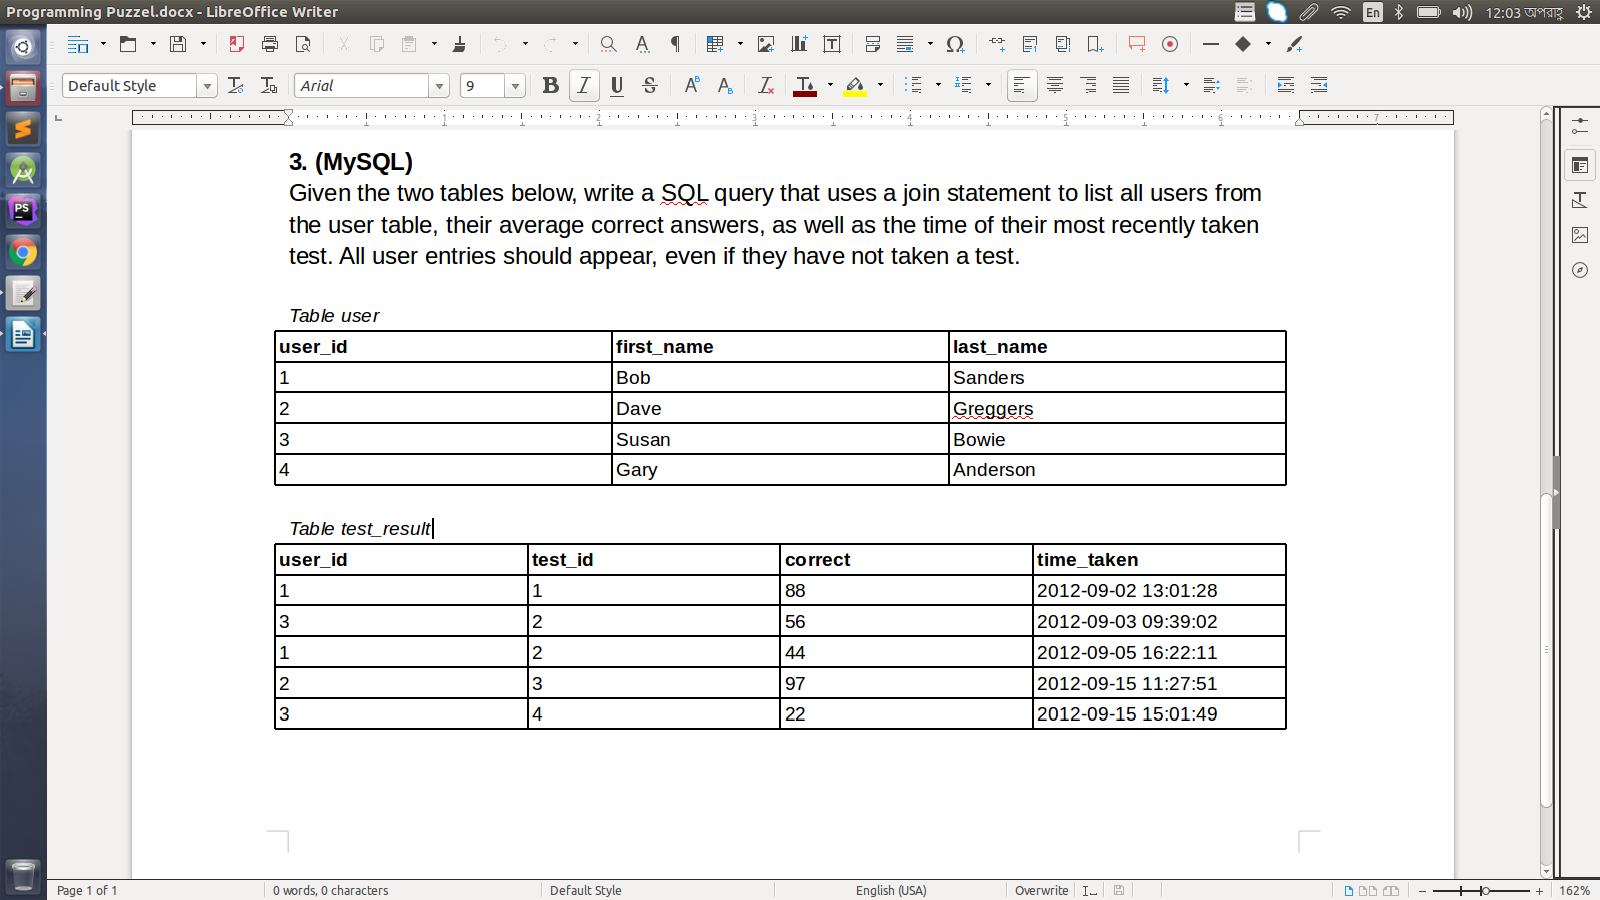 Programming Puzzel.docx - LibreOffice Writer
En
12:03 অপরাহ্ণ
Default Style
Arial
9
1 2 3 4 5 6 7
3. (MySQL)
Given the two tables below, write a SQL query that uses a join statement to list all users from
the user table, their average correct answers, as well as the time of their most recently taken
test. All user entries should appear, even if they have not taken a test.
Table user
user_id first_name last_name
1 Bob Sanders
2 Dave Greggers
3 Susan Bowie
4 Gary Anderson
Table test_result
user_id test_id correct time_taken
1 1 88 2012-09-02 13:01:28
3 2 56 2012-09-03 09:39:02
1 2 44 2012-09-05 16:22:11
2 3 97 2012-09-15 11:27:51
3 4 22 2012-09-15 15:01:49
Page 1 of 1
0 words, 0 characters
Default Style
English (USA)
Overwrite
162%